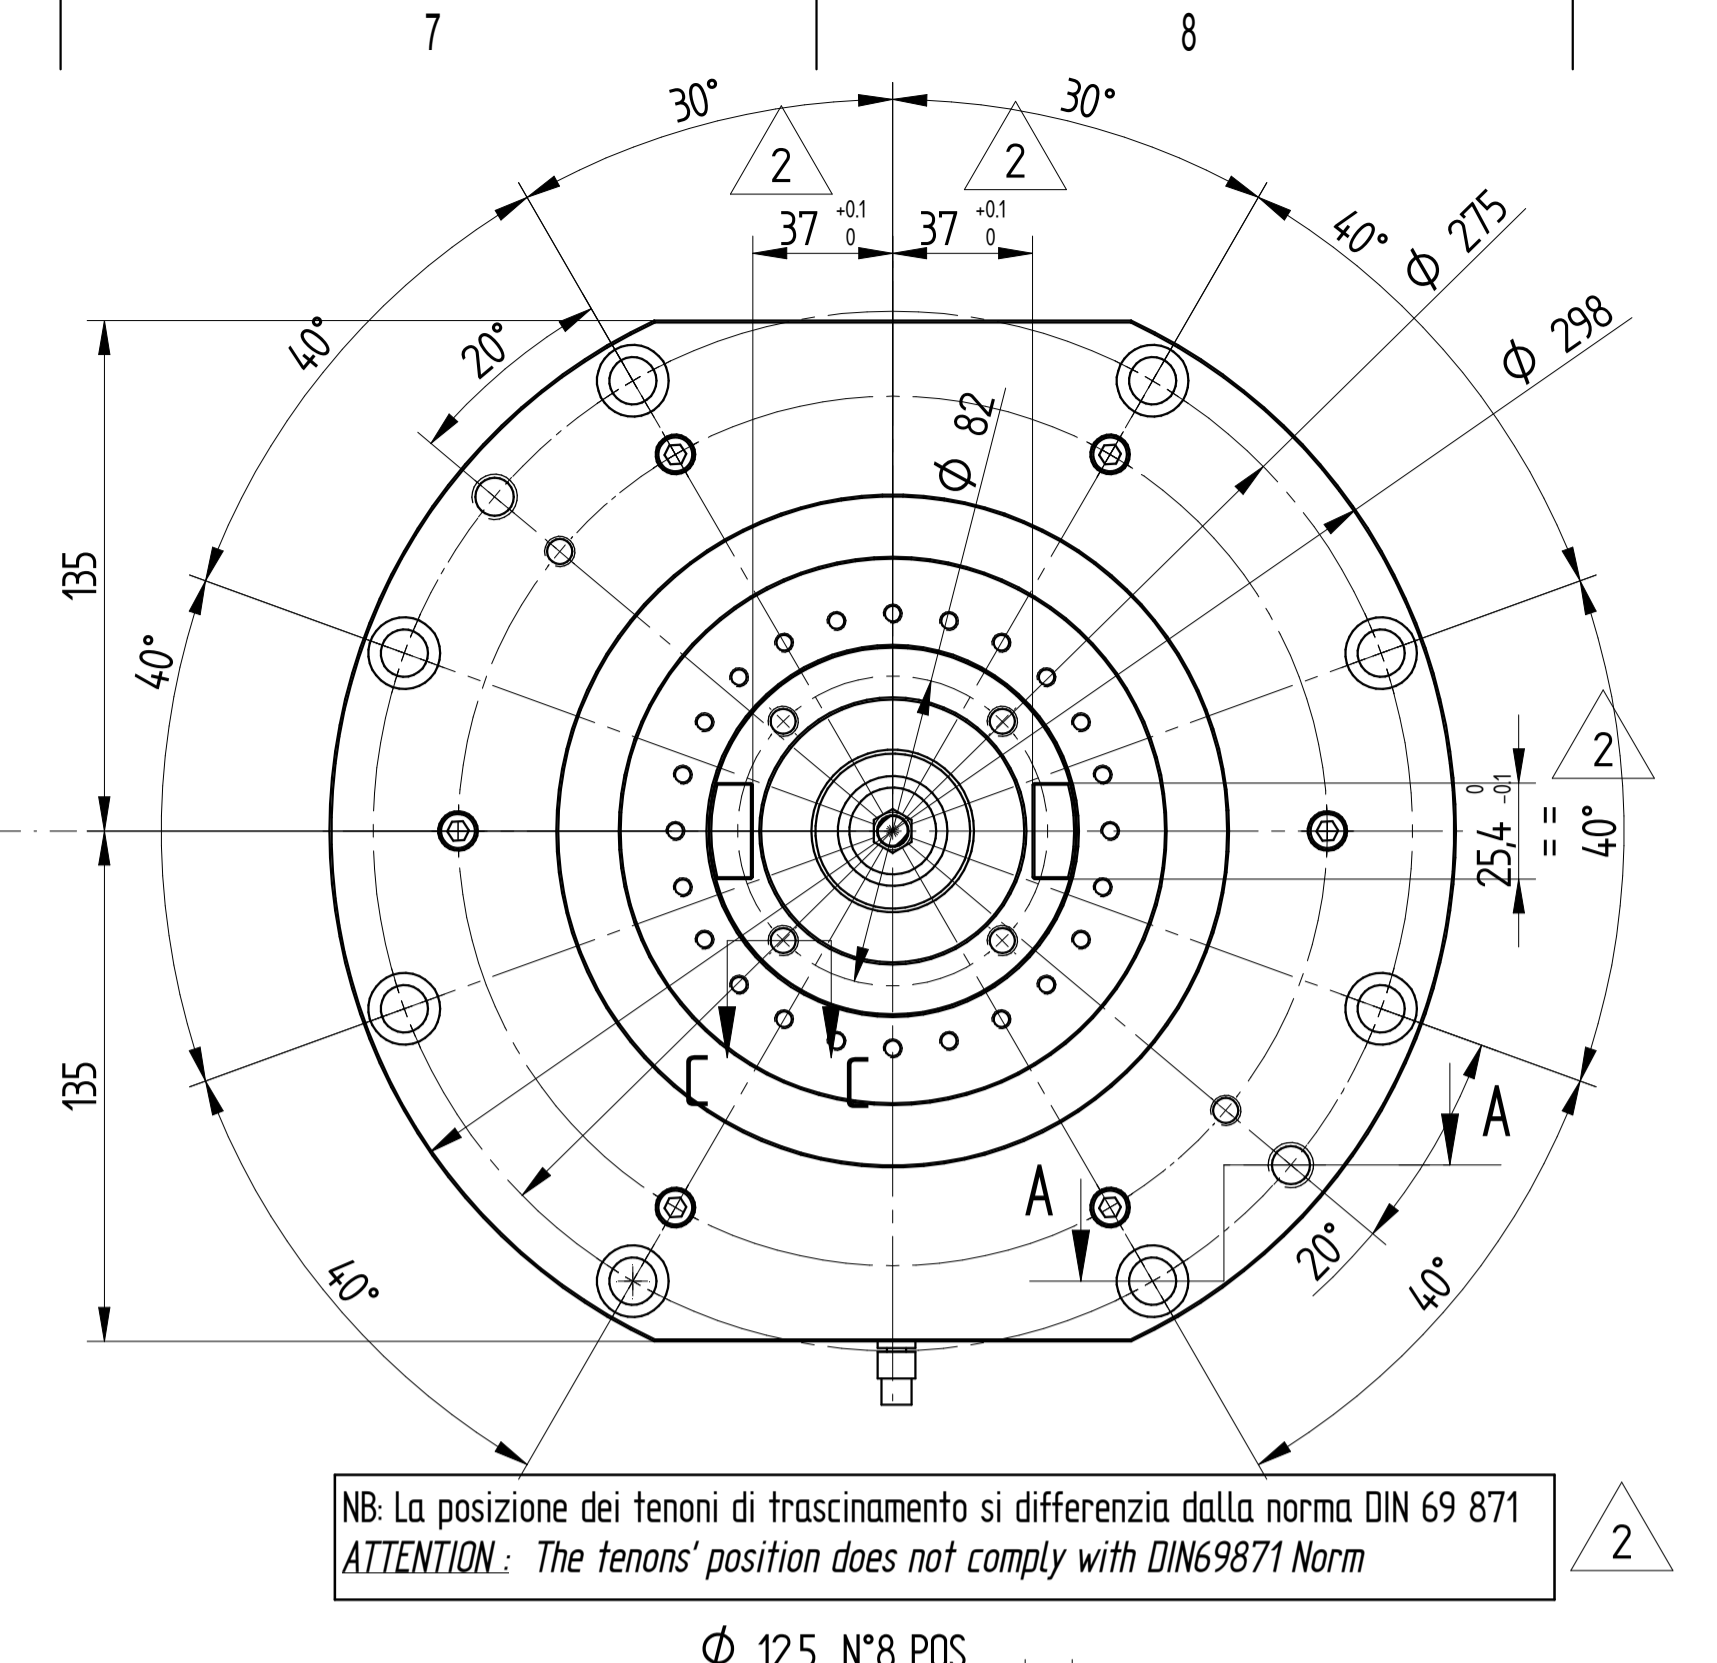 7
8
30°
30°
2
2
37 +0.1 0
37 +0.1 0
40°
Ø 275
Ø 298
40°
20°
Ø 82
135
40°
2
25,4 0 -0.1
= =
40°
135
C
C
A
A
20°
40°
40°
NB: La posizione dei tenoni di trascinamento si differenzia dalla norma DIN 69 871
ATTENTION : The tenons' position does not comply with DIN69871 Norm
2
Ø 12.5 N°8 POS